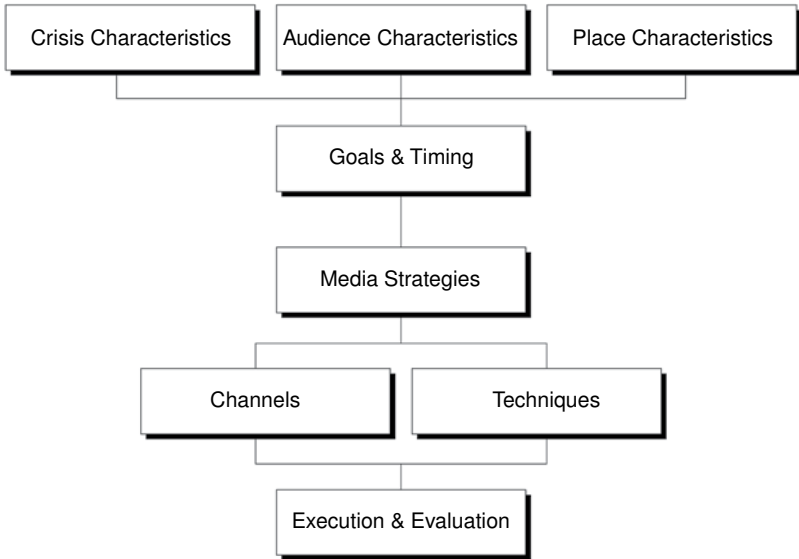 Crisis Characteristics
Audience Characteristics
Place Characteristics
Goals & Timing
Media Strategies
Channels
Techniques
Execution & Evaluation